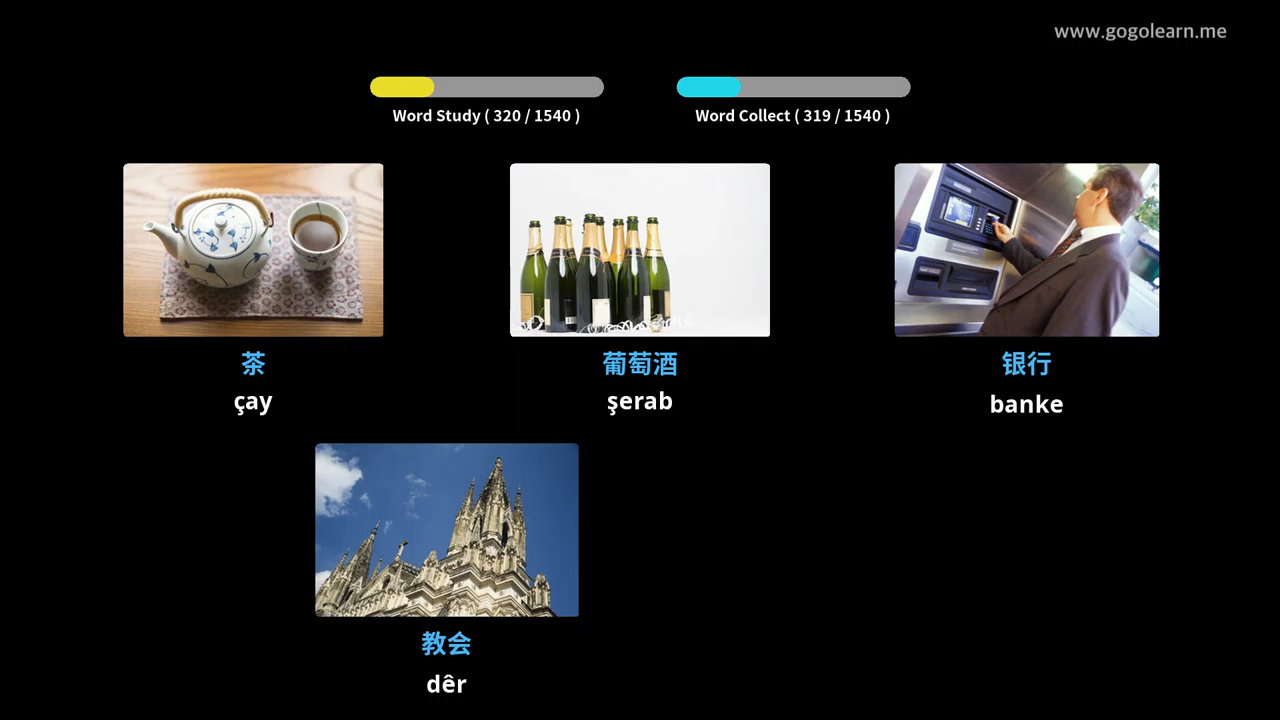 www.gogolearn.me
Word Study ( 320 / 1540 )
Word Collect ( 319 / 1540 )
茶
çay
葡萄酒
şerab
银行
banke
教会
dêr